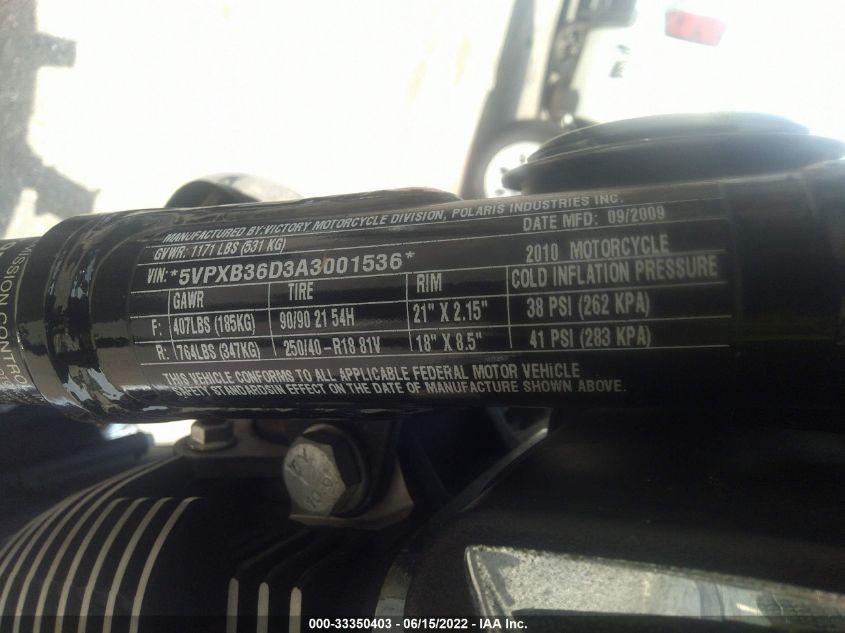 MANUFACTURED BY: VICTORY MOTORCYCLE DIVISION, POLARIS INDUSTRIES INC.
GVWR: 1171 LBS (531 KG) DATE MFD: 09/2009
VIN: *5VPXB36D3A3001536* 2010 MOTORCYCLE
GAWR TIRE RIM COLD INFLATION PRESSURE
F: 407LBS (185KG) 90/90 21 54H 21" X 2.15" 38 PSI (262 KPA)
R: 764LBS (347KG) 250/40-R18 81V 18" X 8.5" 41 PSI (283 KPA)
THIS VEHICLE CONFORMS TO ALL APPLICABLE FEDERAL MOTOR VEHICLE
SAFETY STANDARDSIN EFFECT ON THE DATE OF MANUFACTURE SHOWN ABOVE.
10.9
000-33350403 - 06/15/2022 - IAA Inc.